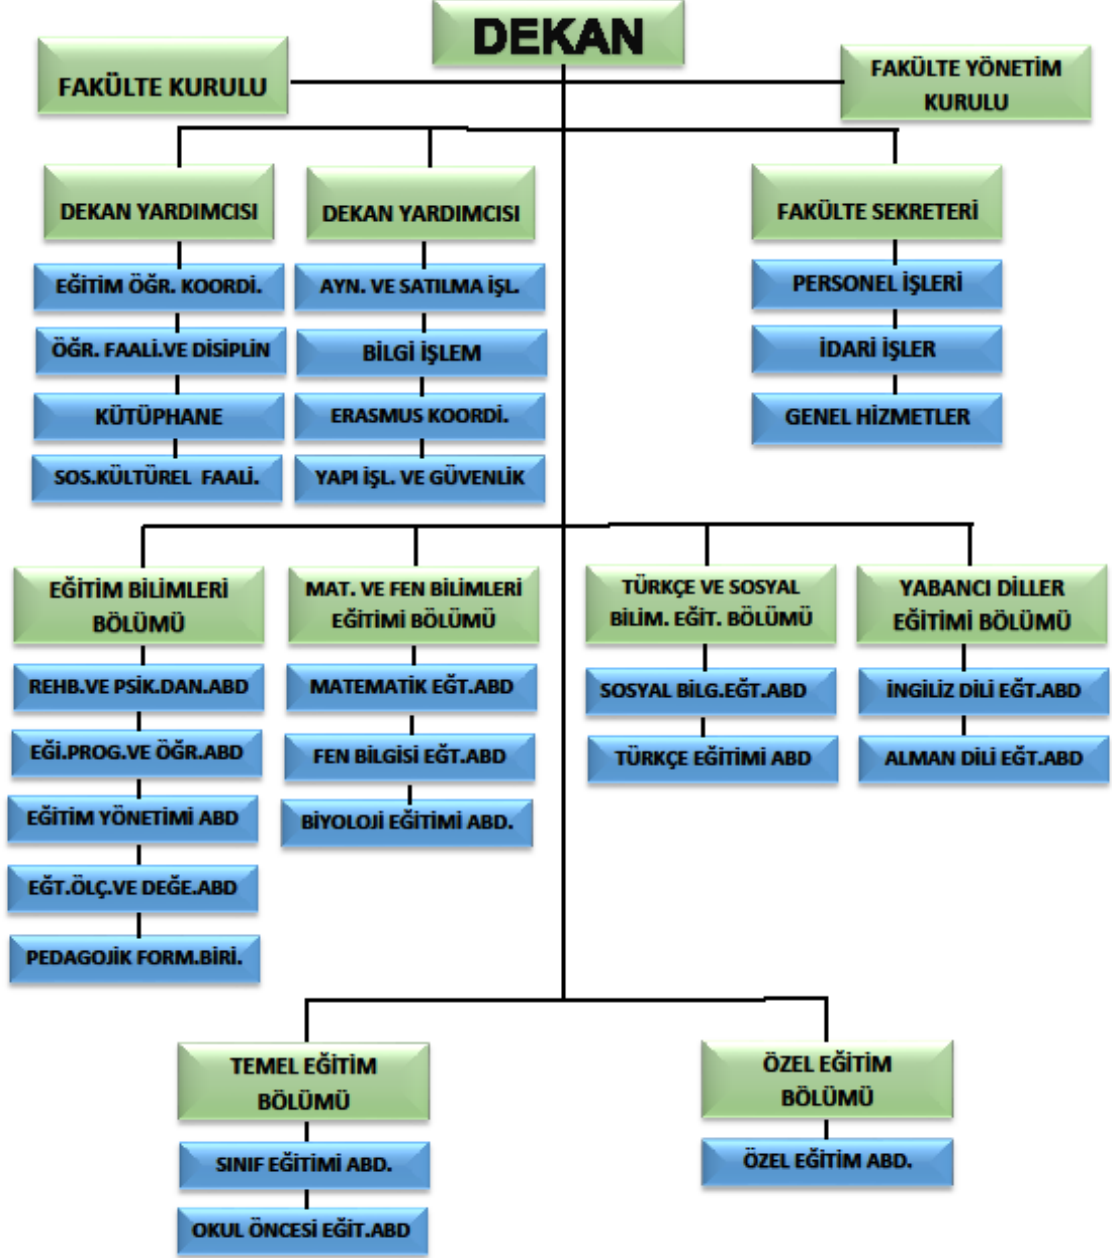 DEKAN
FAKÜLTE KURULU
FAKÜLTE YÖNETİM
KURULU
DEKAN YARDIMCISI
DEKAN YARDIMCISI
FAKÜLTE SEKRETERİ
EĞİTİM ÖĞR. KOORDİ.
ÖĞR. FAALİ.VE DİSİPLİN
KÜTÜPHANE
SOS.KÜLTÜREL FAALİ.
AYN. VE SATILMA İŞL.
BİLGİ İŞLEM
ERASMUS KOORDİ.
YAPI İŞL. VE GÜVENLİK
PERSONEL İŞLERİ
İDARİ İŞLER
GENEL HİZMETLER
EĞİTİM BİLİMLERİ
BÖLÜMÜ
REHB.VE PSİK.DAN.ABD
EĞİ.PROG.VE ÖĞR.ABD
EĞİTİM YÖNETİMİ ABD
EĞT.ÖLÇ.VE DEĞE.ABD
PEDAGOJİK FORM.BİRİ.
MAT. VE FEN BİLİMLERİ
EĞİTİMİ BÖLÜMÜ
MATEMATİK EĞT.ABD
FEN BİLGİSİ EĞT.ABD
BİYOLOJİ EĞİTİMİ ABD.
TÜRKÇE VE SOSYAL
BİLİM. EĞİT. BÖLÜMÜ
SOSYAL BİLG.EĞT.ABD
TÜRKÇE EĞİTİMİ ABD
YABANCI DİLLER
EĞİTİMİ BÖLÜMÜ
İNGİLİZ DİLİ EĞT.ABD
ALMAN DİLİ EĞT.ABD
TEMEL EĞİTİM
BÖLÜMÜ
SINIF EĞİTİMİ ABD.
OKUL ÖNCESİ EĞİT.ABD
ÖZEL EĞİTİM
BÖLÜMÜ
ÖZEL EĞİTİM ABD.